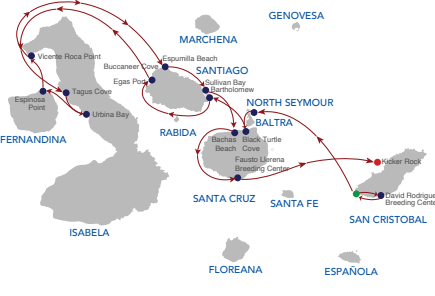 GENOVESA
MARCHENA
Espumilla Beach
Vicente Roca Point
Buccaneer Cove
SANTIAGO
Egas Port
Sullivan Bay
Bartholomew
Tagus Cove
Espinosa
Point
NORTH SEYMOUR
Urbina Bay
BALTRA
RABIDA
FERNANDINA
Bachas
Beach
Black Turtle
Cove
Fausto Llerena
Breeding Center
Kicker Rock
SANTA CRUZ
SANTA FE
David Rodrigue
Breeding Cente
SAN CRISTOBAL
ISABELA
FLOREANA
ESPAÑOLA